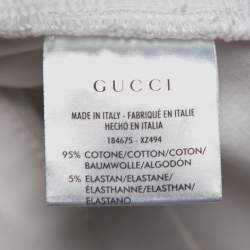 GUCCI
MADE IN ITALY - FABRIQUÉ EN ITALIE
HECHO EN ITALIA
184675 - XZ494
95% COTONE/COTTON/COTON/
BAUMWOLLE/ALGODÓN
5% ELASTAN/ELASTANE/
ÉLASTHANNE/ELASTHAN/
ELASTANO